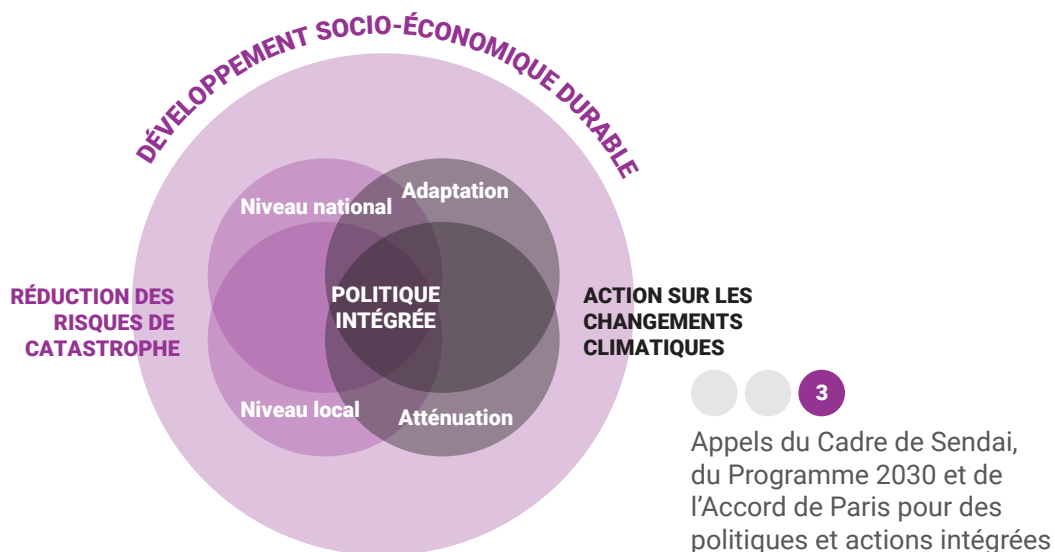 DÉVELOPPEMENT SOCIO-ÉCONOMIQUE DURABLE
Niveau national
Adaptation
RÉDUCTION DES
RISQUES DE
CATASTROPHE
POLITIQUE
INTÉGRÉE
ACTION SUR LES
CHANGEMENTS
CLIMATIQUES
Niveau local
Atténuation
3
Appels du Cadre de Sendai,
du Programme 2030 et de
l'Accord de Paris pour des
politiques et actions intégrées